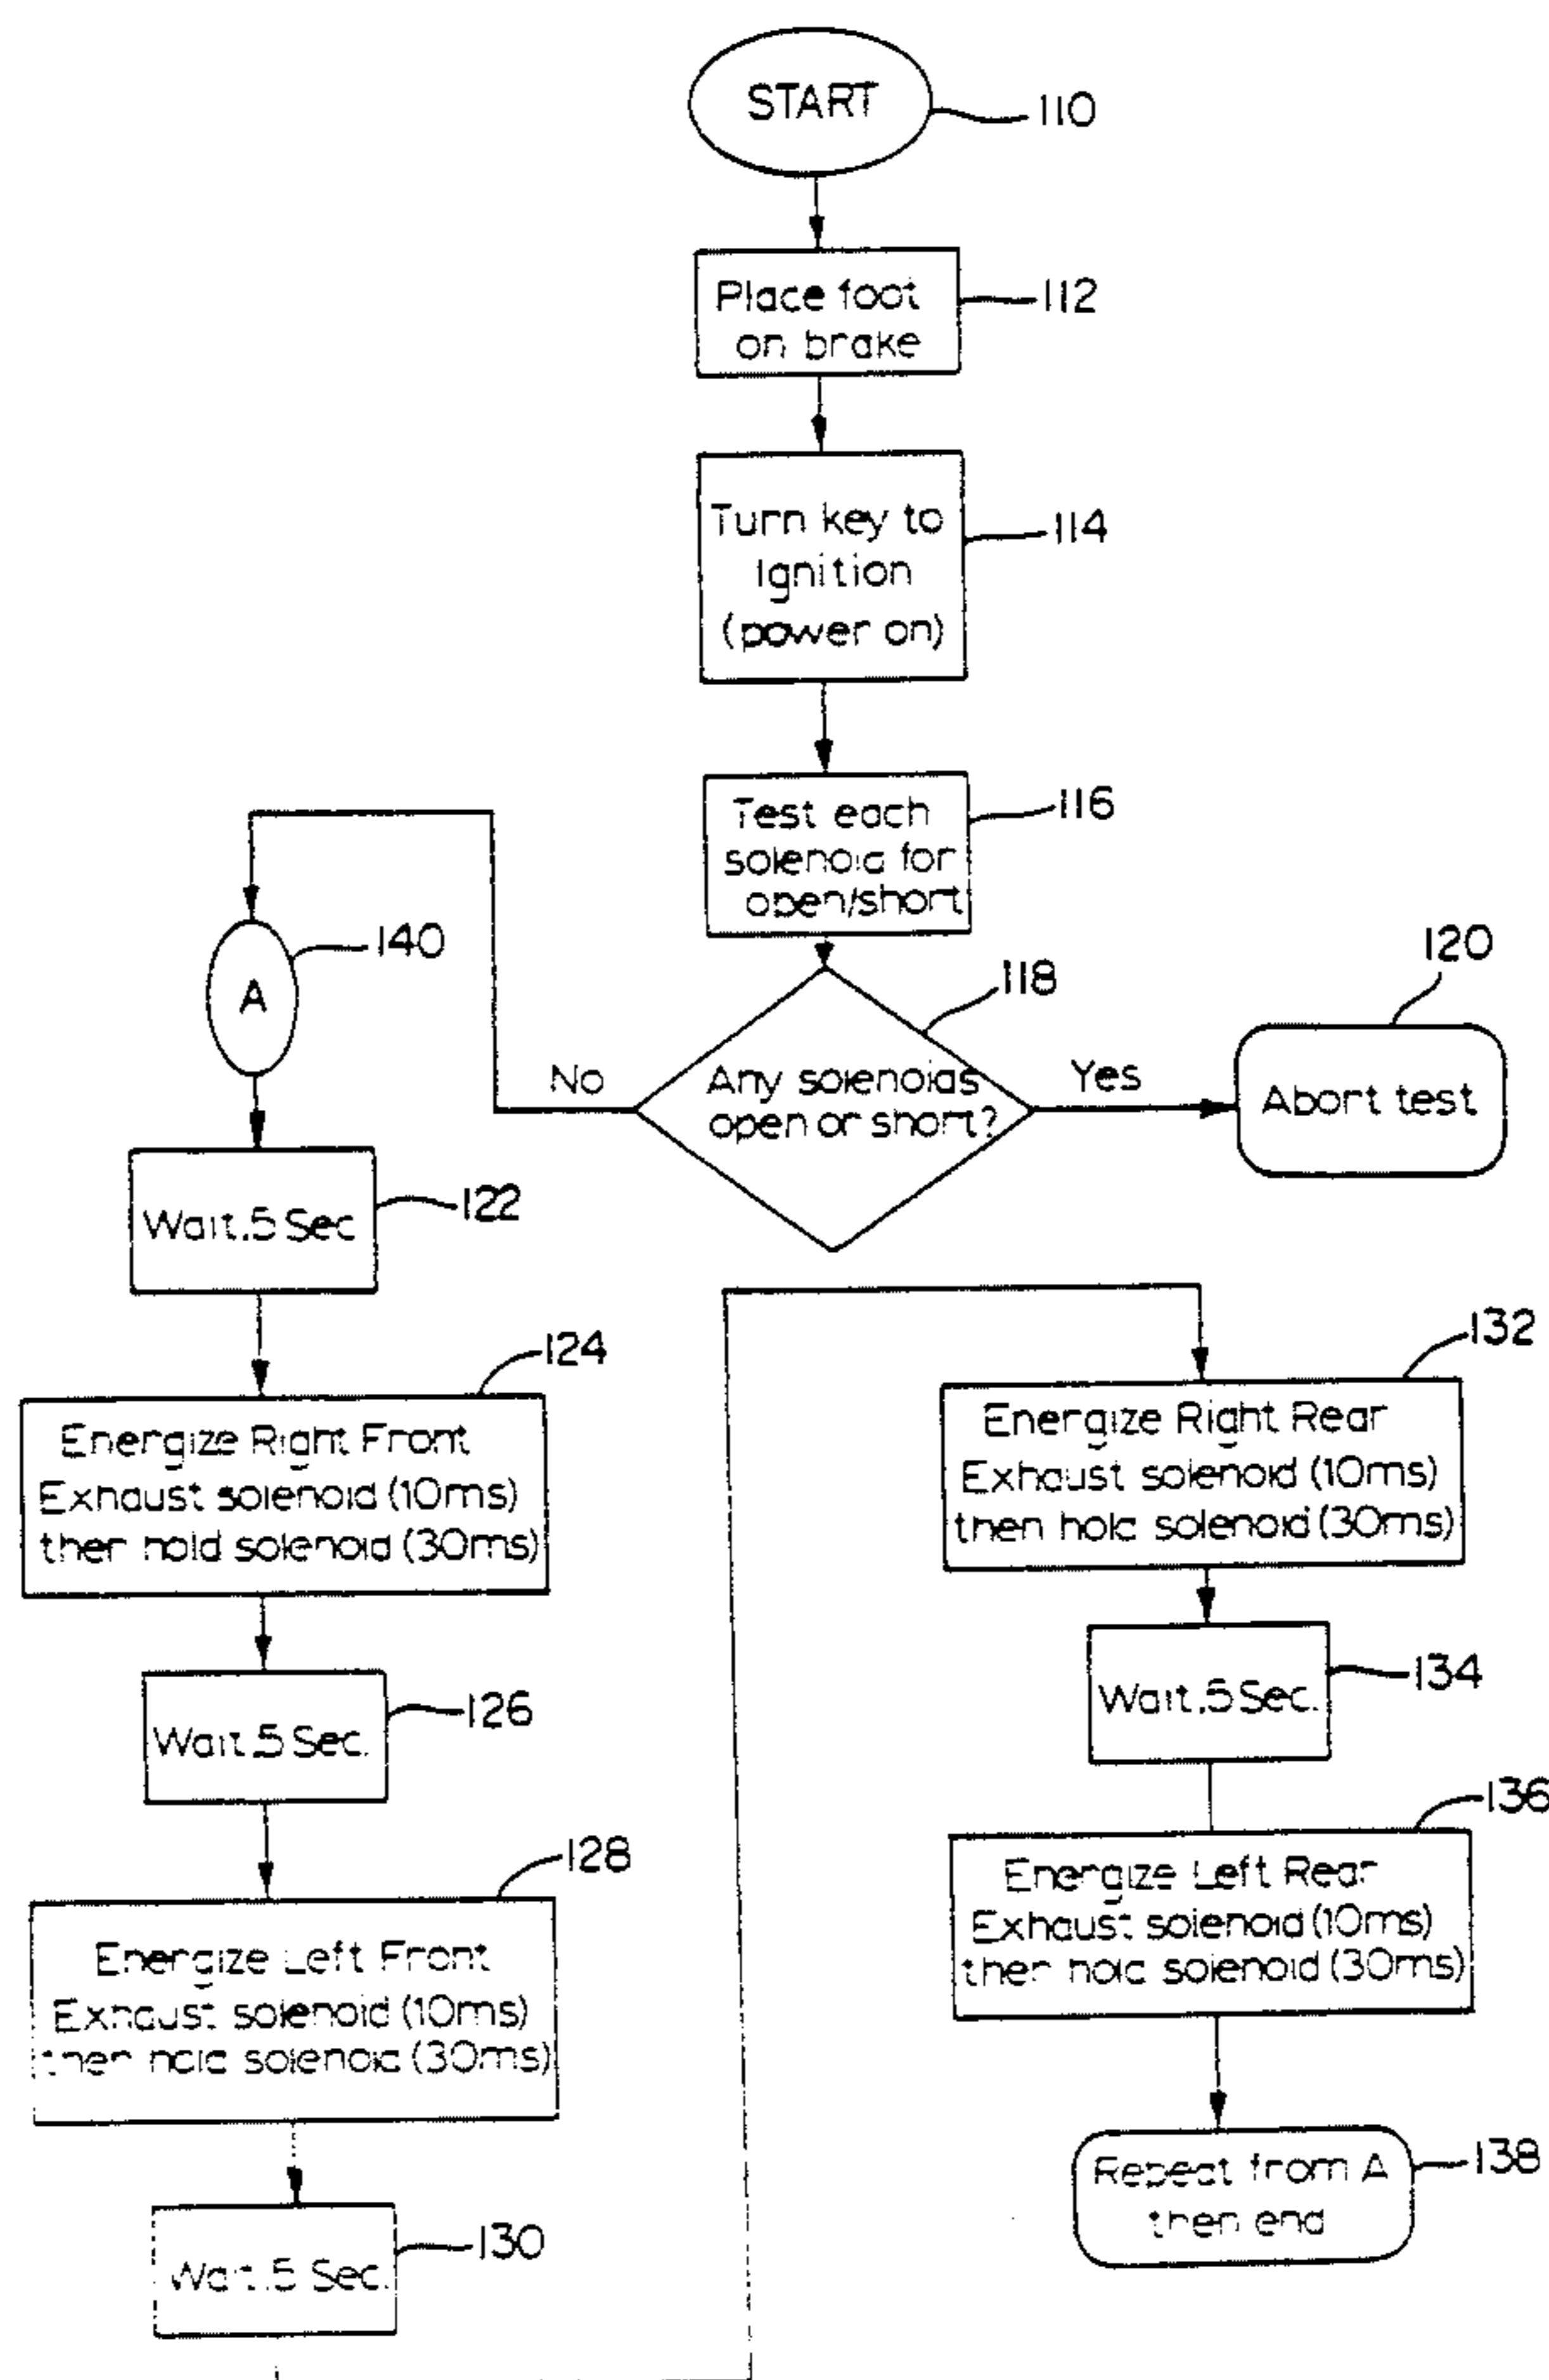 START
110
Place foot
on brake
112
Turn key to
Ignition
(power on)
114
Test each
solenoid for
open/short
116
118
Any solenoids
open or short?
No
Yes
120
Abort test
140
A
Wait .5 Sec
122
124
Energize Right Front
Exhaust solenoid (10ms)
then hold solenoid (30ms)
Wait .5 Sec.
126
128
Energize Left Front
Exhaust solenoid (10ms)
then hold solenoid (30ms)
Wait .5 Sec.
130
132
Energize Right Rear
Exhaust solenoid (10ms)
then hold solenoid (30ms)
Wait .5 Sec.
134
136
Energize Left Rear
Exhaust solenoid (10ms)
then hold solenoid (30ms)
Repeat from A
then end
138